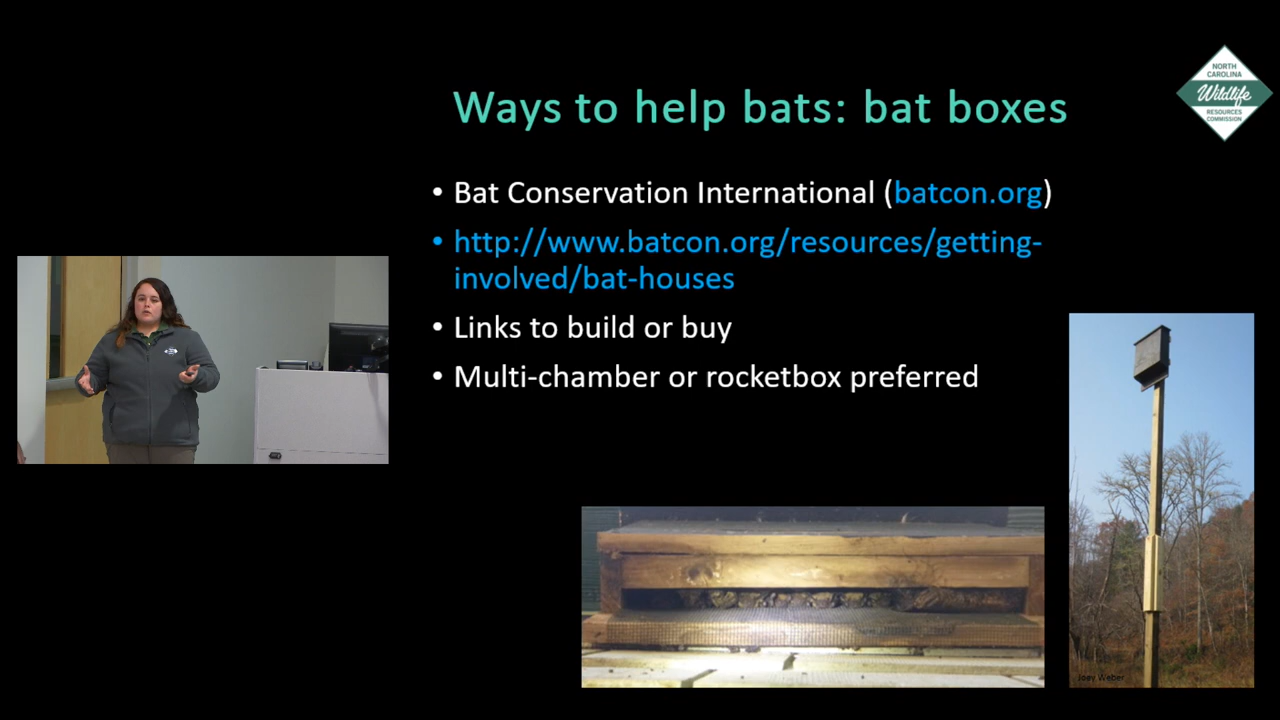 NORTH
CAROLINA
Wildlife
RESOURCES
COMMISSION
Ways to help bats: bat boxes
• Bat Conservation International (batcon.org)
• http://www.batcon.org/resources/getting-
involved/bat-houses
• Links to build or buy
• Multi-chamber or rocketbox preferred
Joey Weber